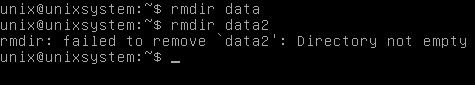 unix@unixsystem:~$ rmdir data
unix@unixsystem:~$ rmdir data2
rmdir: failed to remove `data2': Directory not empty
unix@unixsystem:~$ _